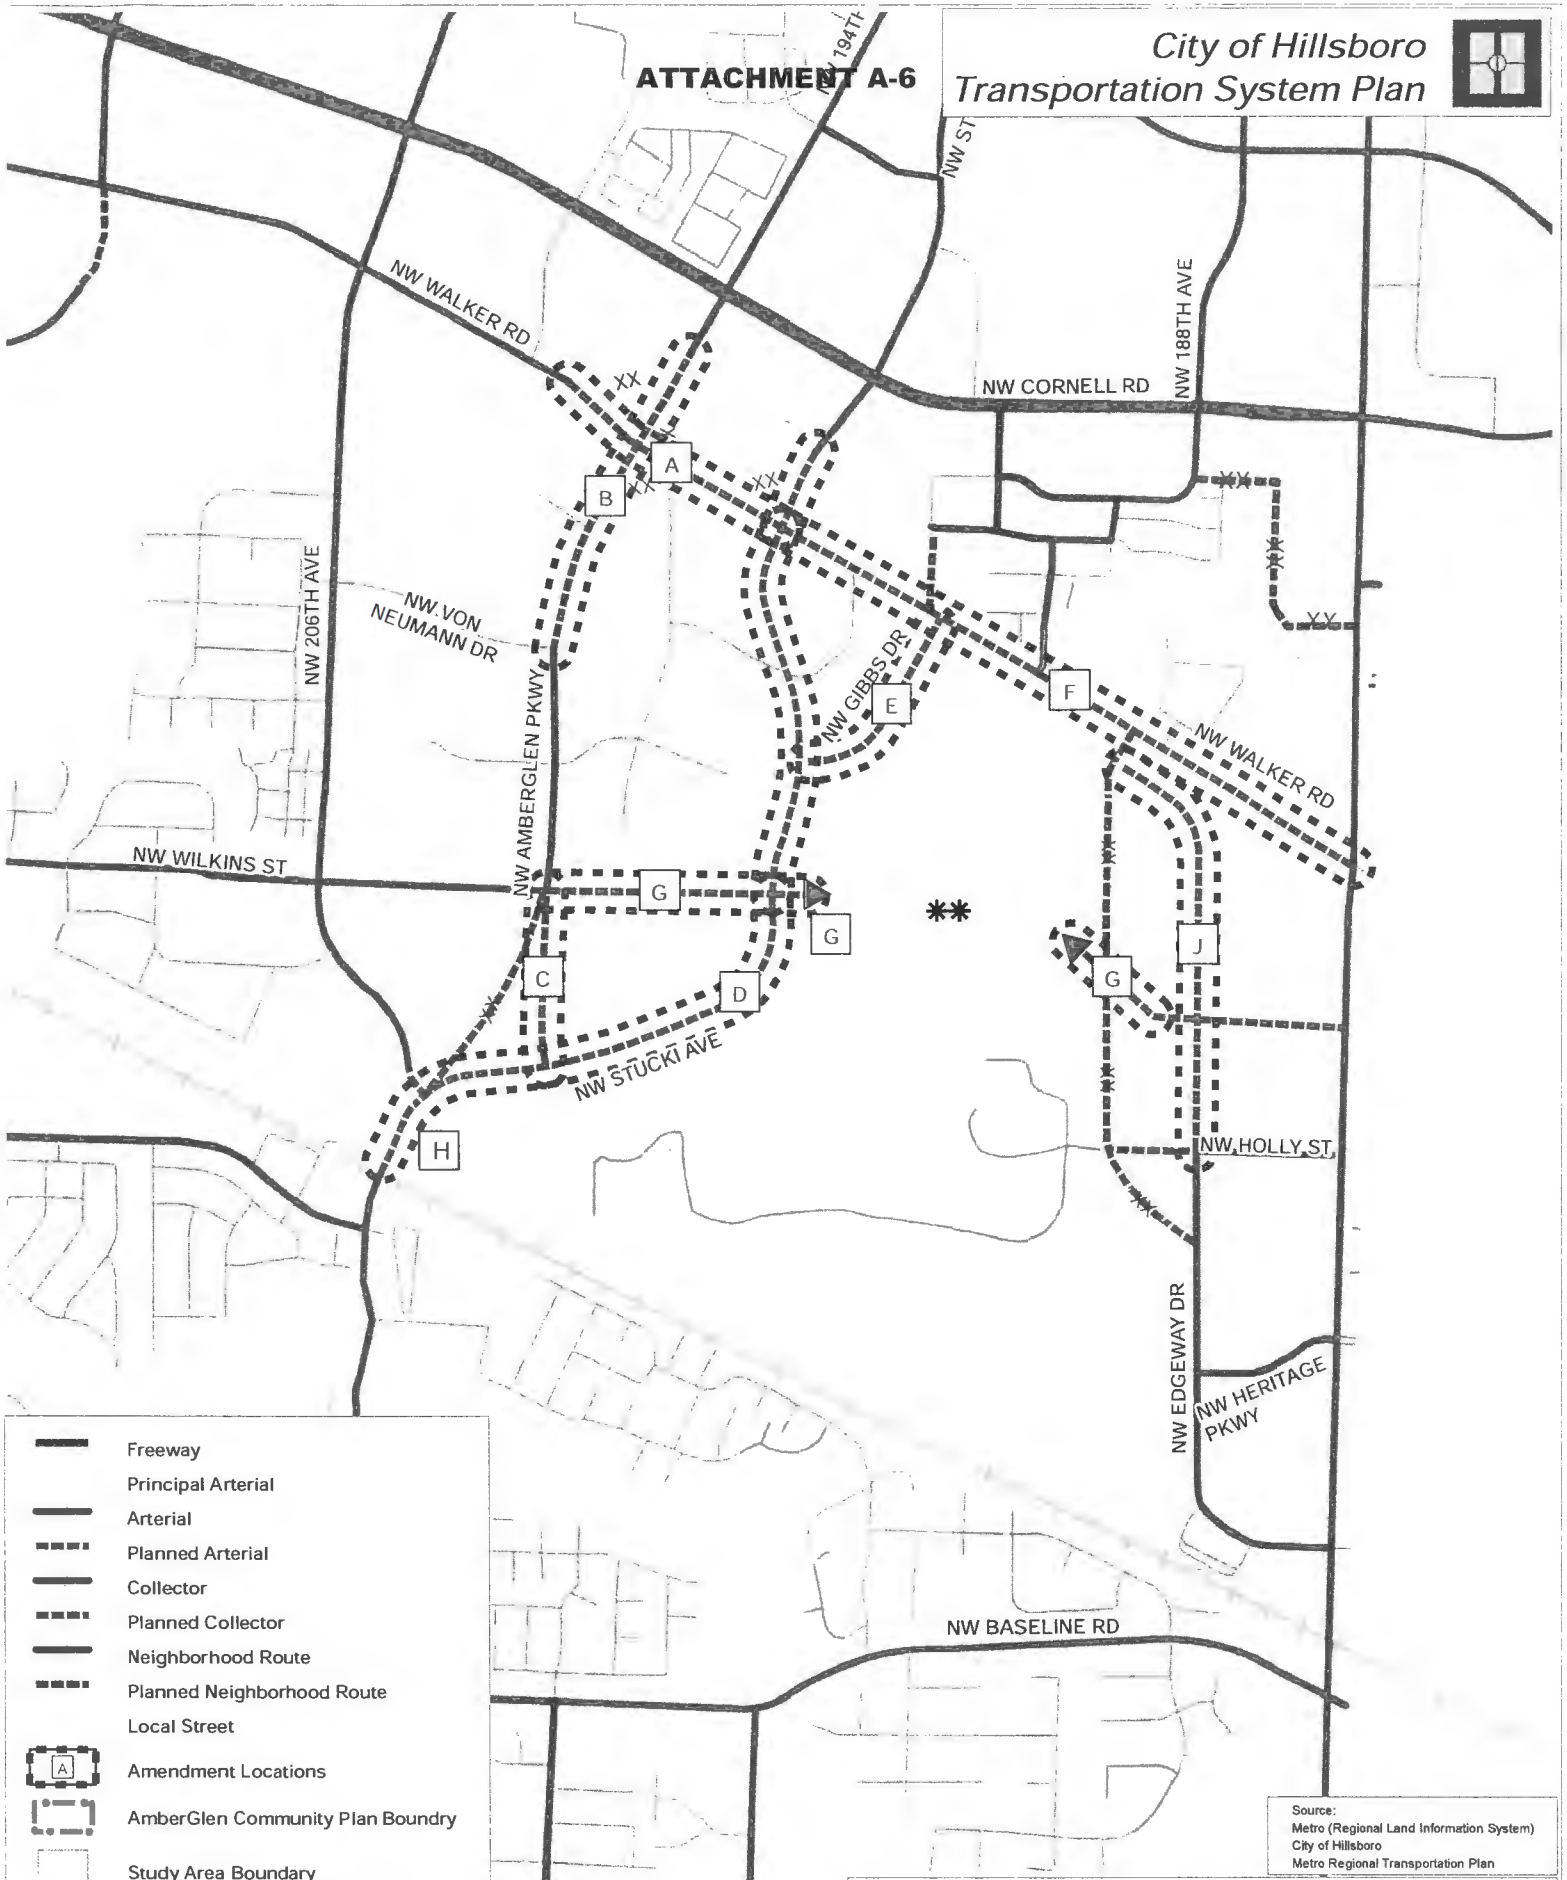 ATTACHMENT A-6
City of Hillsboro
Transportation System Plan
NW 194TH
NW ST
NW WALKER RD
NW 188TH AVE
NW CORNELL RD
XX
A
B
XX
XX
XX
XX
XX
NW 206TH AVE
NW VON
NEUMANN DR
NW GIBBS DR
E
F
NW WALKER RD
NW AMBERGLEN PKWY
NW WILKINS ST
G
G
**
XX
J
G
C
D
XX
NW STUCKI AVE
XX
H
NW HOLLY ST
XX
NW EDGEWAY DR
NW HERITAGE
PKWY
NW BASELINE RD
Freeway
Principal Arterial
Arterial
Planned Arterial
Collector
Planned Collector
Neighborhood Route
Planned Neighborhood Route
Local Street
A
Amendment Locations
AmberGlen Community Plan Boundry
Study Area Boundary
Source:
Metro (Regional Land Information System)
City of Hillsboro
Metro Regional Transportation Plan